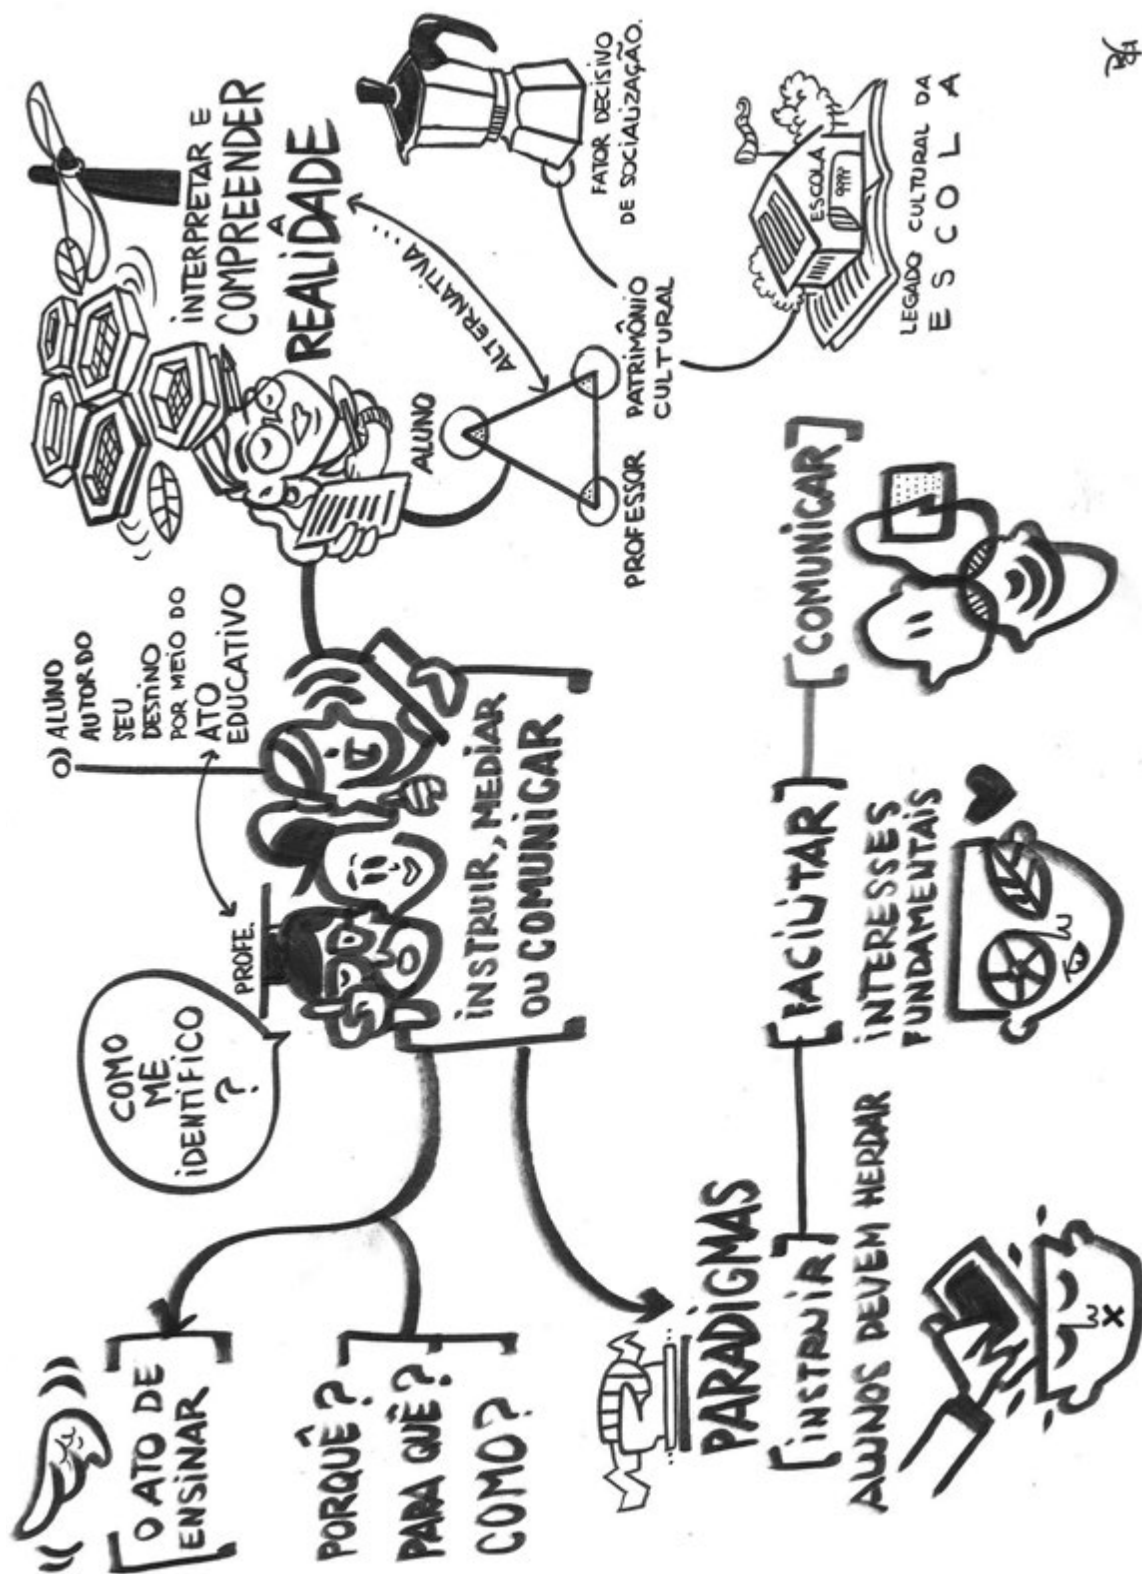 O ATO DE
ENSINAR
PORQUÊ?
PARA QUÊ?
COMO?
COMO
ME
iDENTiFiCO
?
PROFE.
ALUNO
AUTOR DO
SEU
DESTiNO
POR MEiO DO
ATO
EDUCATiVO
iNSTRUiR, MEDiAR
OU COMUNiCAR
iNTERPRETAR E
COMPREENDER
A
REALiDADE
ALTERNATiVA...
ALUNO
PROFESSOR
PATRiMÔNiO
CULTURAL
FATOR DECiSiVO
DE SOCiALiZAÇÃO.
ESCOLA
LEGADO CULTURAL DA
ESCOLA
PARADiGMAS
[iNSTRUiR]
ALUNOS DEVEM HERDAR
[FACiLiTAR]
iNTERESSES
FUNDAMENTAiS
[COMUNiCAR]